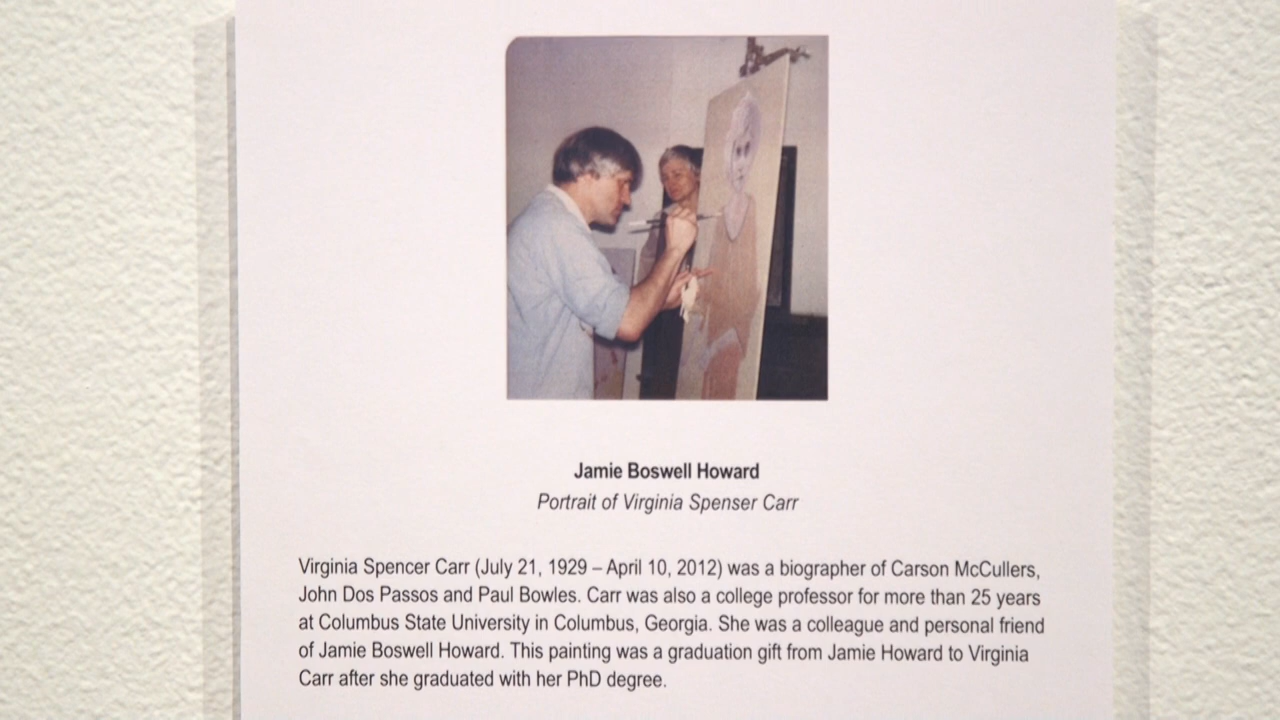 Jamie Boswell Howard
Portrait of Virginia Spenser Carr
Virginia Spencer Carr (July 21, 1929 – April 10, 2012) was a biographer of Carson McCullers,
John Dos Passos and Paul Bowles. Carr was also a college professor for more than 25 years
at Columbus State University in Columbus, Georgia. She was a colleague and personal friend
of Jamie Boswell Howard. This painting was a graduation gift from Jamie Howard to Virginia
Carr after she graduated with her PhD degree.